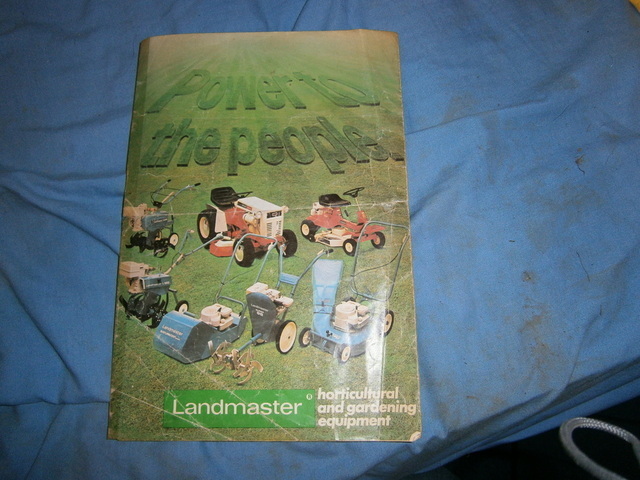 Power to
the people.
Landmaster
horticultural
and gardening
equipment